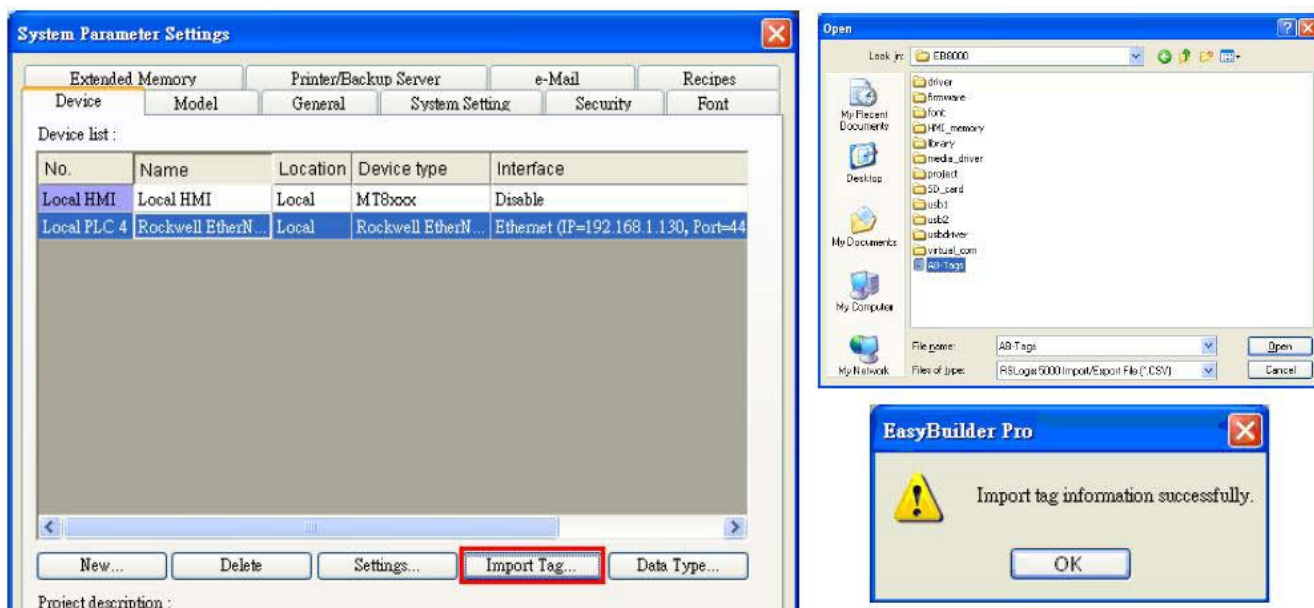 System Parameter Settings
Extended Memory Printer/Backup Server e-Mail Recipes
Device Model General System Setting Security Font
Device list :
No. Name Location Device type Interface
Local HMI Local HMI Local MT8xxx Disable
Local PLC 4 Rockwell EtherN... Local Rockwell EtherN... Ethernet (IP=192.168.1.130, Port=44
New... Delete Settings... Import Tag... Data Type...
Project description :
Open
Look in: EB8000
My Recent
Documents
Desktop
My Documents
My Computer
My Network
driver
firmware
font
HMI_memory
library
media_driver
project
SD_card
usb1
usb2
usbdriver
virtual_com
AB-Tags
File name: AB-Tags Open
Files of type: RSLogix 5000 Import/Export File (*.CSV) Cancel
EasyBuilder Pro
Import tag information successfully.
OK